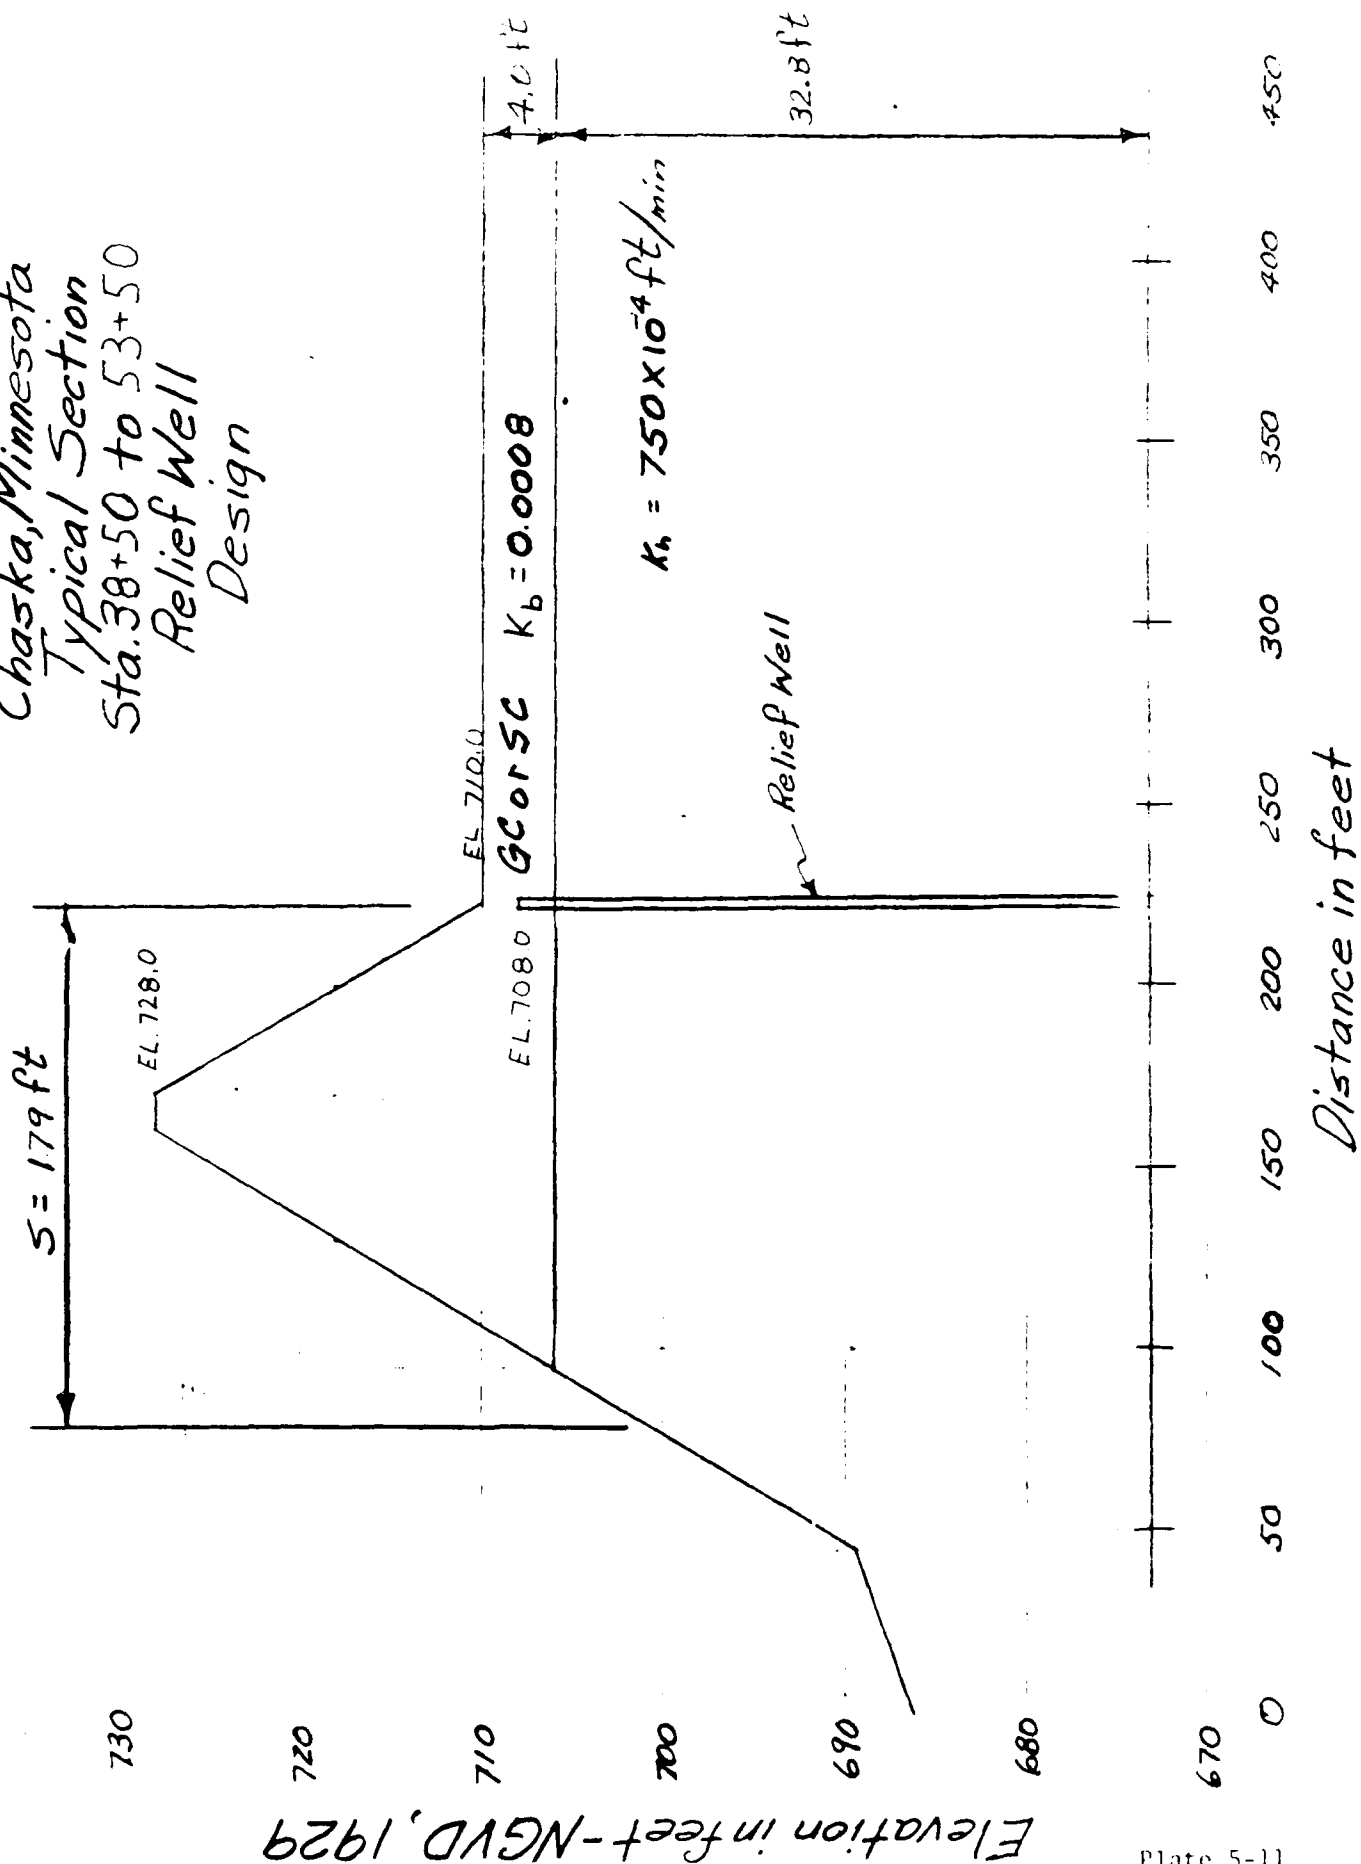 Chaska, Minnesota
Typical Section
Sta. 38+50 to 53+50
Relief Well
Design
S = 179 ft
EL. 728.0
EL 710.0
EL. 708.0
GC or SC K_b = 0.0008
4.0 ft
K_h = 750 x 10^-4 ft/min
32.8 ft
Relief Well
Elevation in feet - NGVD, 1929
730
720
710
700
690
680
670
0 50 100 150 200 250 300 350 400 450
Distance in feet
Plate 5-11